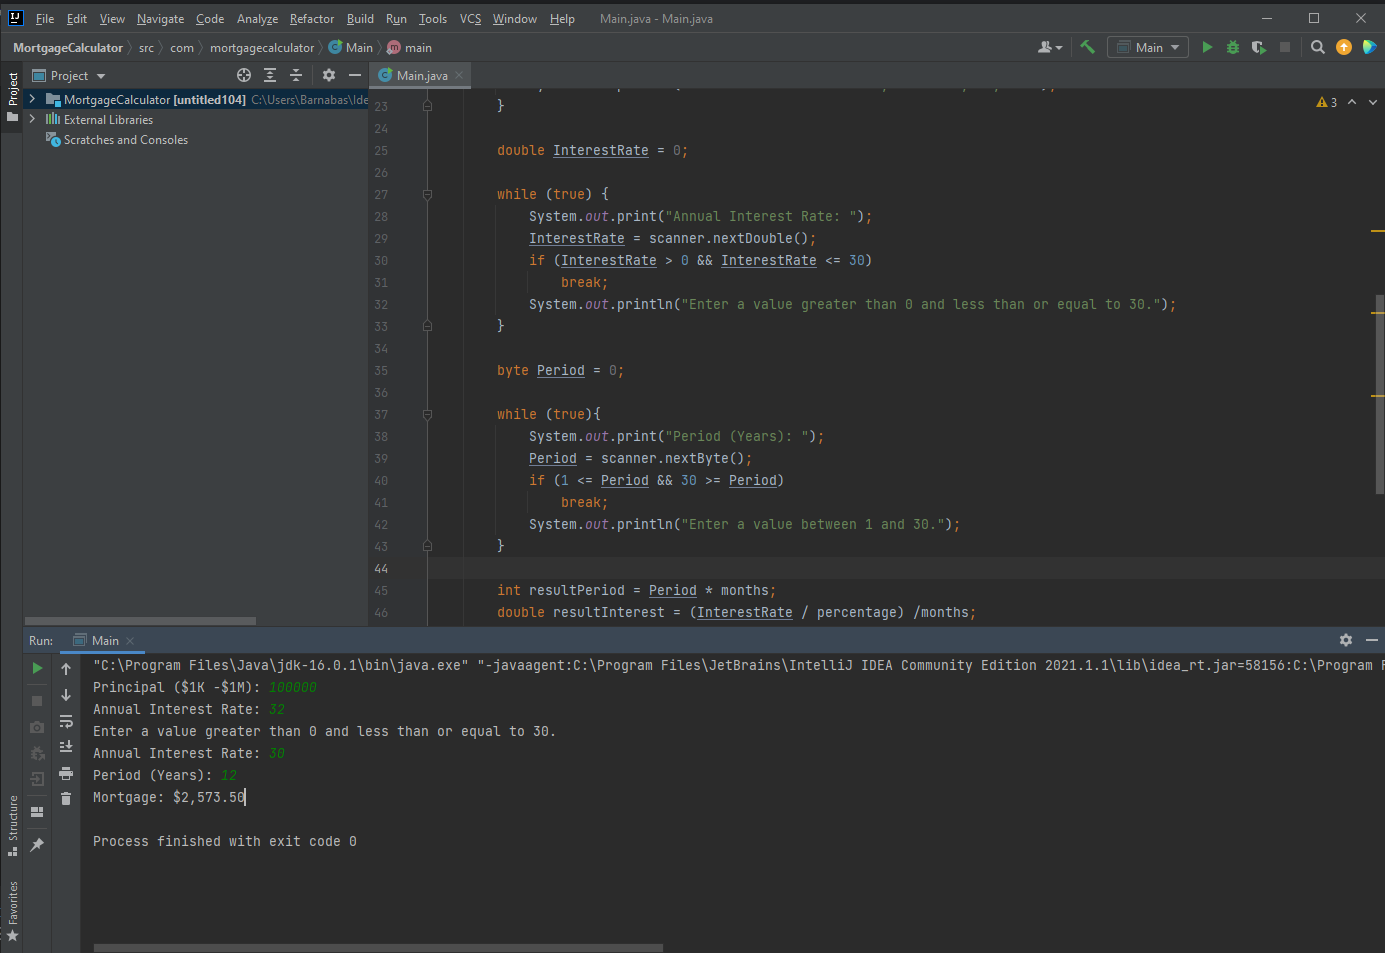 File Edit View Navigate Code Analyze Refactor Build Run Tools VCS Window Help Main.java - Main.java
MortgageCalculator src com mortgagecalculator Main main Main
Project
Project
Main.java
MortgageCalculator [untitled104] C:\Users\Barnabas\Ide
External Libraries
Scratches and Consoles
3
23 }
24
25 double InterestRate = 0;
26
27 while (true) {
28 System.out.print("Annual Interest Rate: ");
29 InterestRate = scanner.nextDouble();
30 if (InterestRate > 0 && InterestRate <= 30)
31 break;
32 System.out.println("Enter a value greater than 0 and less than or equal to 30.");
33 }
34
35 byte Period = 0;
36
37 while (true){
38 System.out.print("Period (Years): ");
39 Period = scanner.nextByte();
40 if (1 <= Period && 30 >= Period)
41 break;
42 System.out.println("Enter a value between 1 and 30.");
43 }
44
45 int resultPeriod = Period * months;
46 double resultInterest = (InterestRate / percentage) /months;
Run: Main
"C:\Program Files\Java\jdk-16.0.1\bin\java.exe" "-javaagent:C:\Program Files\JetBrains\IntelliJ IDEA Community Edition 2021.1.1\lib\idea_rt.jar=58156:C:\Program F
Principal ($1K -$1M): 100000
Annual Interest Rate: 32
Enter a value greater than 0 and less than or equal to 30.
Annual Interest Rate: 30
Period (Years): 12
Mortgage: $2,573.50
Process finished with exit code 0
Structure
Favorites